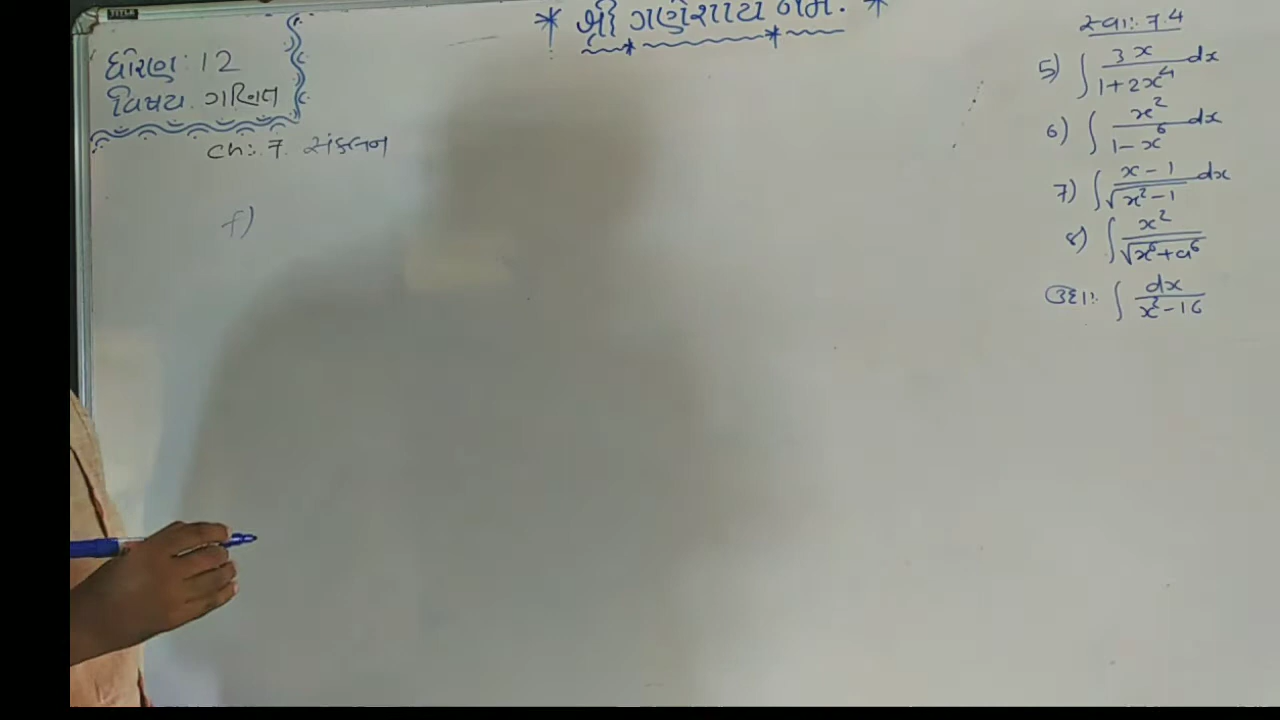 * શ્રી ગણેશાય નમ: *
ધોરણ: 12
વિષય: ગણિત
ch: 7. સંકલન
f)
સ્વા: 7.4
5) ∫ 3x / (1+2x⁴) dx
6) ∫ x² / (1-x⁶) dx
7) ∫ (x-1) / √(x²-1) dx
8) ∫ x² / √(x⁶+a⁶)
ઉદા: ∫ dx / (x²-16)